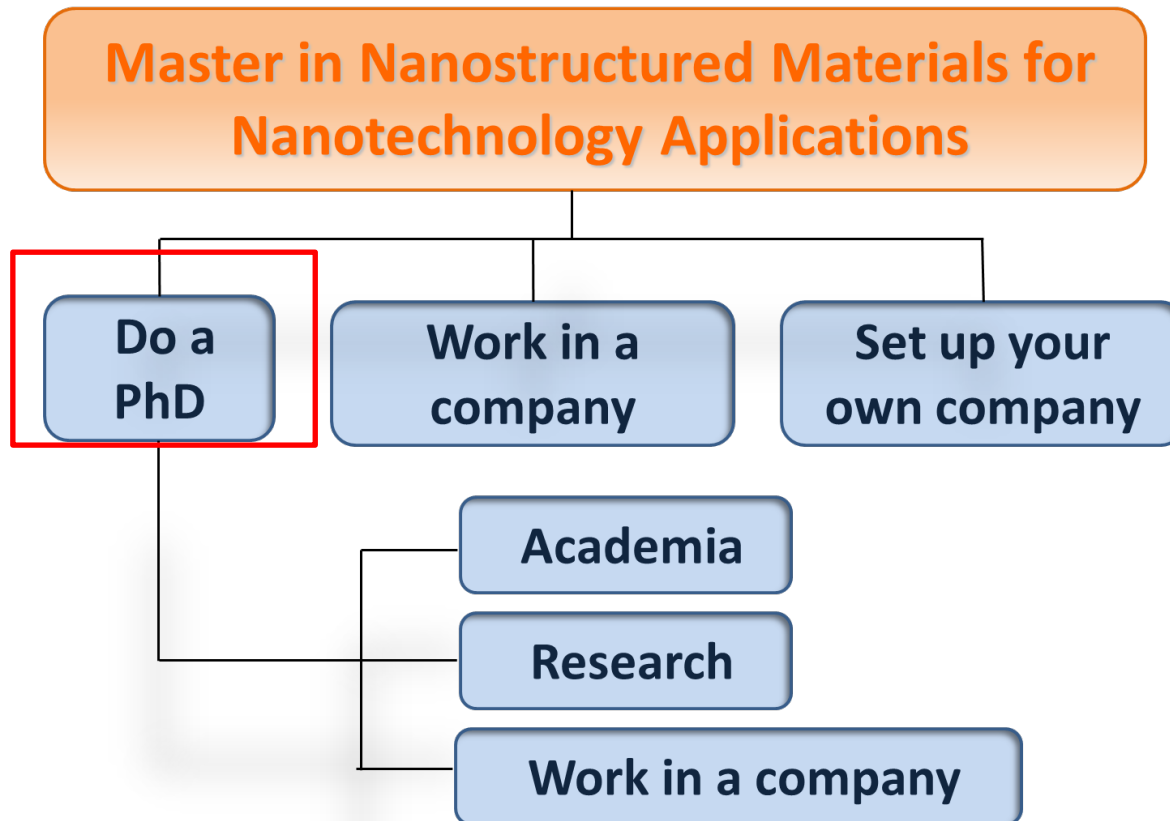 Master in Nanostructured Materials for
Nanotechnology Applications
Do a
PhD
Work in a
company
Set up your
own company
Academia
Research
Work in a company